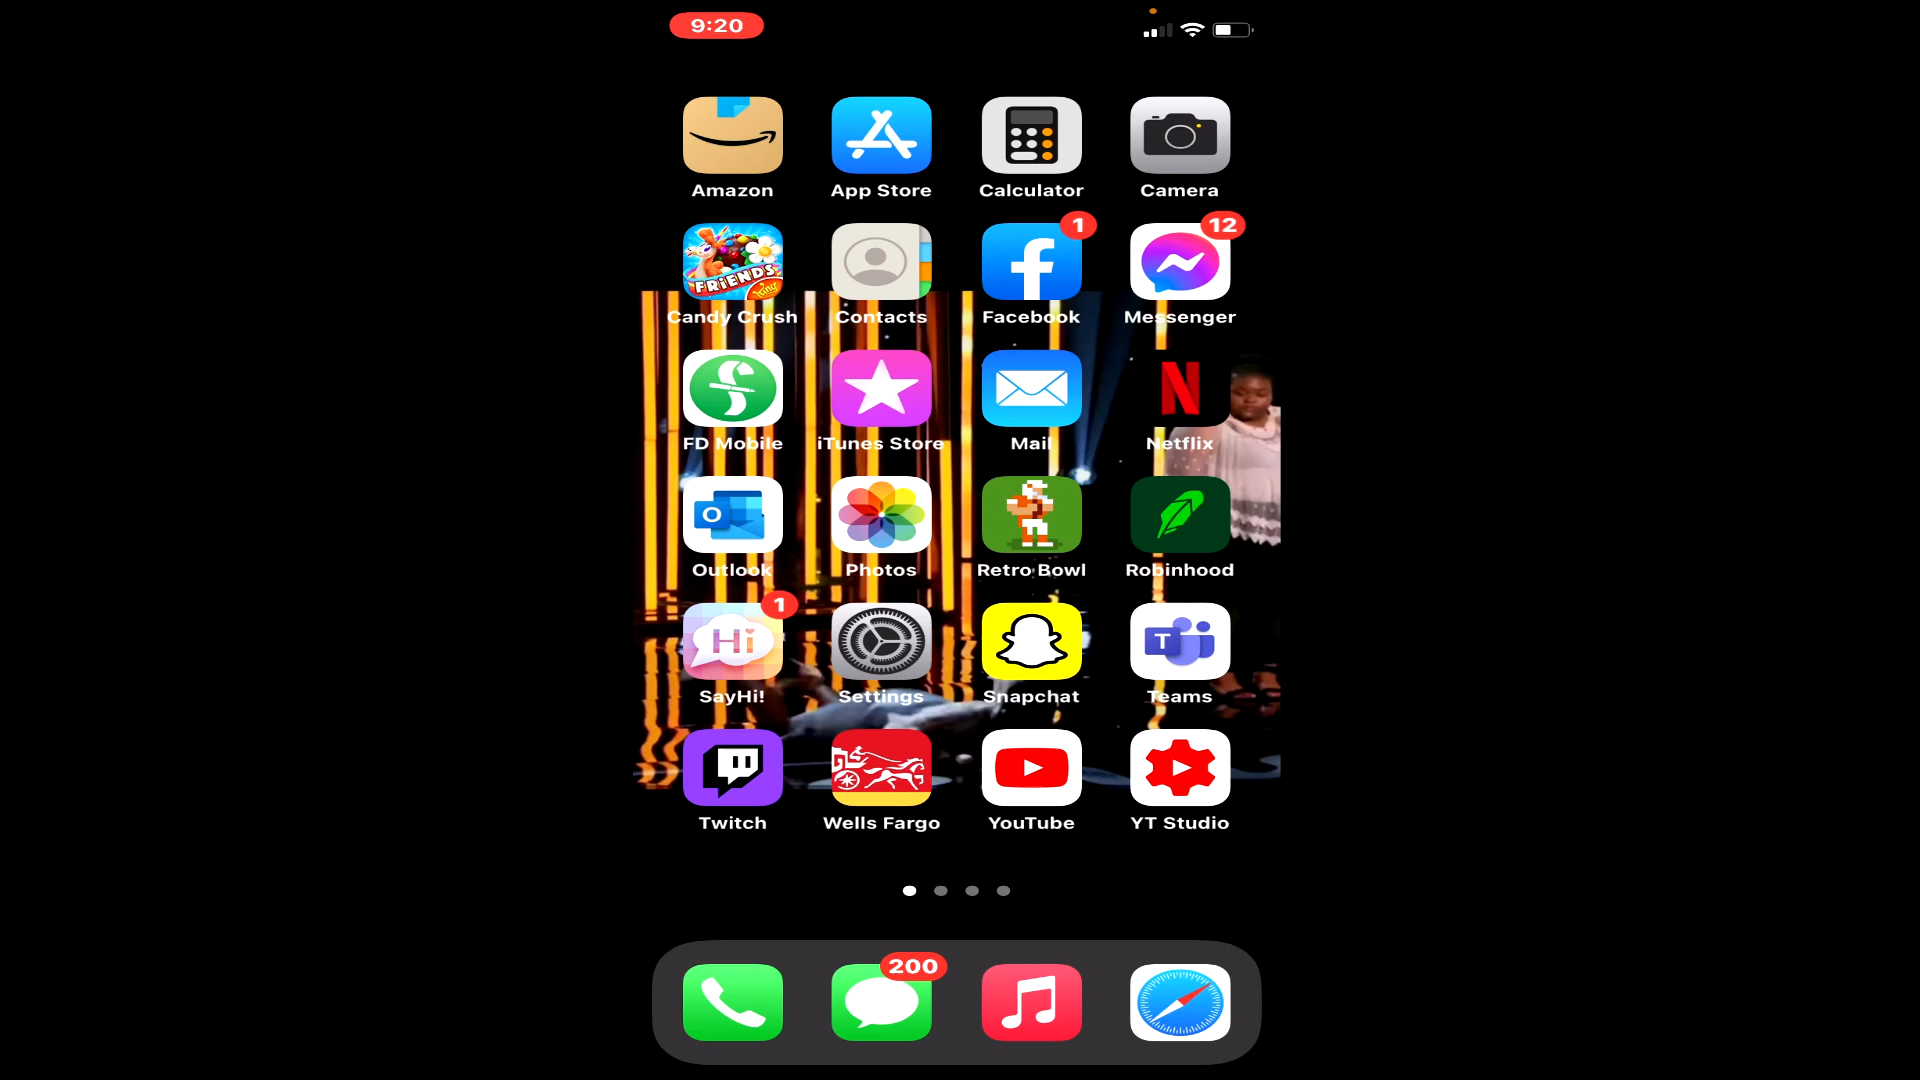 9:20
Amazon App Store Calculator Camera
1 12
FRIENDS
King
Candy Crush Contacts Facebook Messenger
N
FD Mobile iTunes Store Mail Netflix
O
Outlook Photos Retro Bowl Robinhood
1
Hi T
SayHi! Settings Snapchat Teams
Twitch Wells Fargo YouTube YT Studio
200